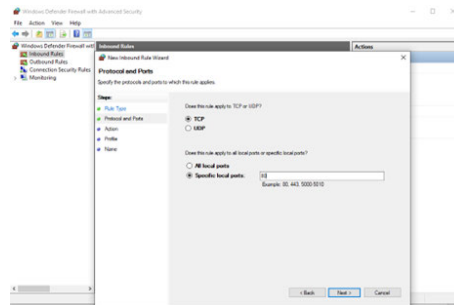 Windows Defender Firewall with Advanced Security
File Action View Help
Windows Defender Firewall with
Inbound Rules
Outbound Rules
Connection Security Rules
Monitoring
Inbound Rules
Actions
New Inbound Rule Wizard
Protocol and Ports
Specify the protocols and ports to which this rule applies.
Steps:
Rule Type
Protocol and Ports
Action
Profile
Name
Does this rule apply to TCP or UDP?
TCP
UDP
Does this rule apply to all local ports or specific local ports?
All local ports
Specific local ports:
Example: 80, 443, 5000-5010
< Back
Next >
Cancel